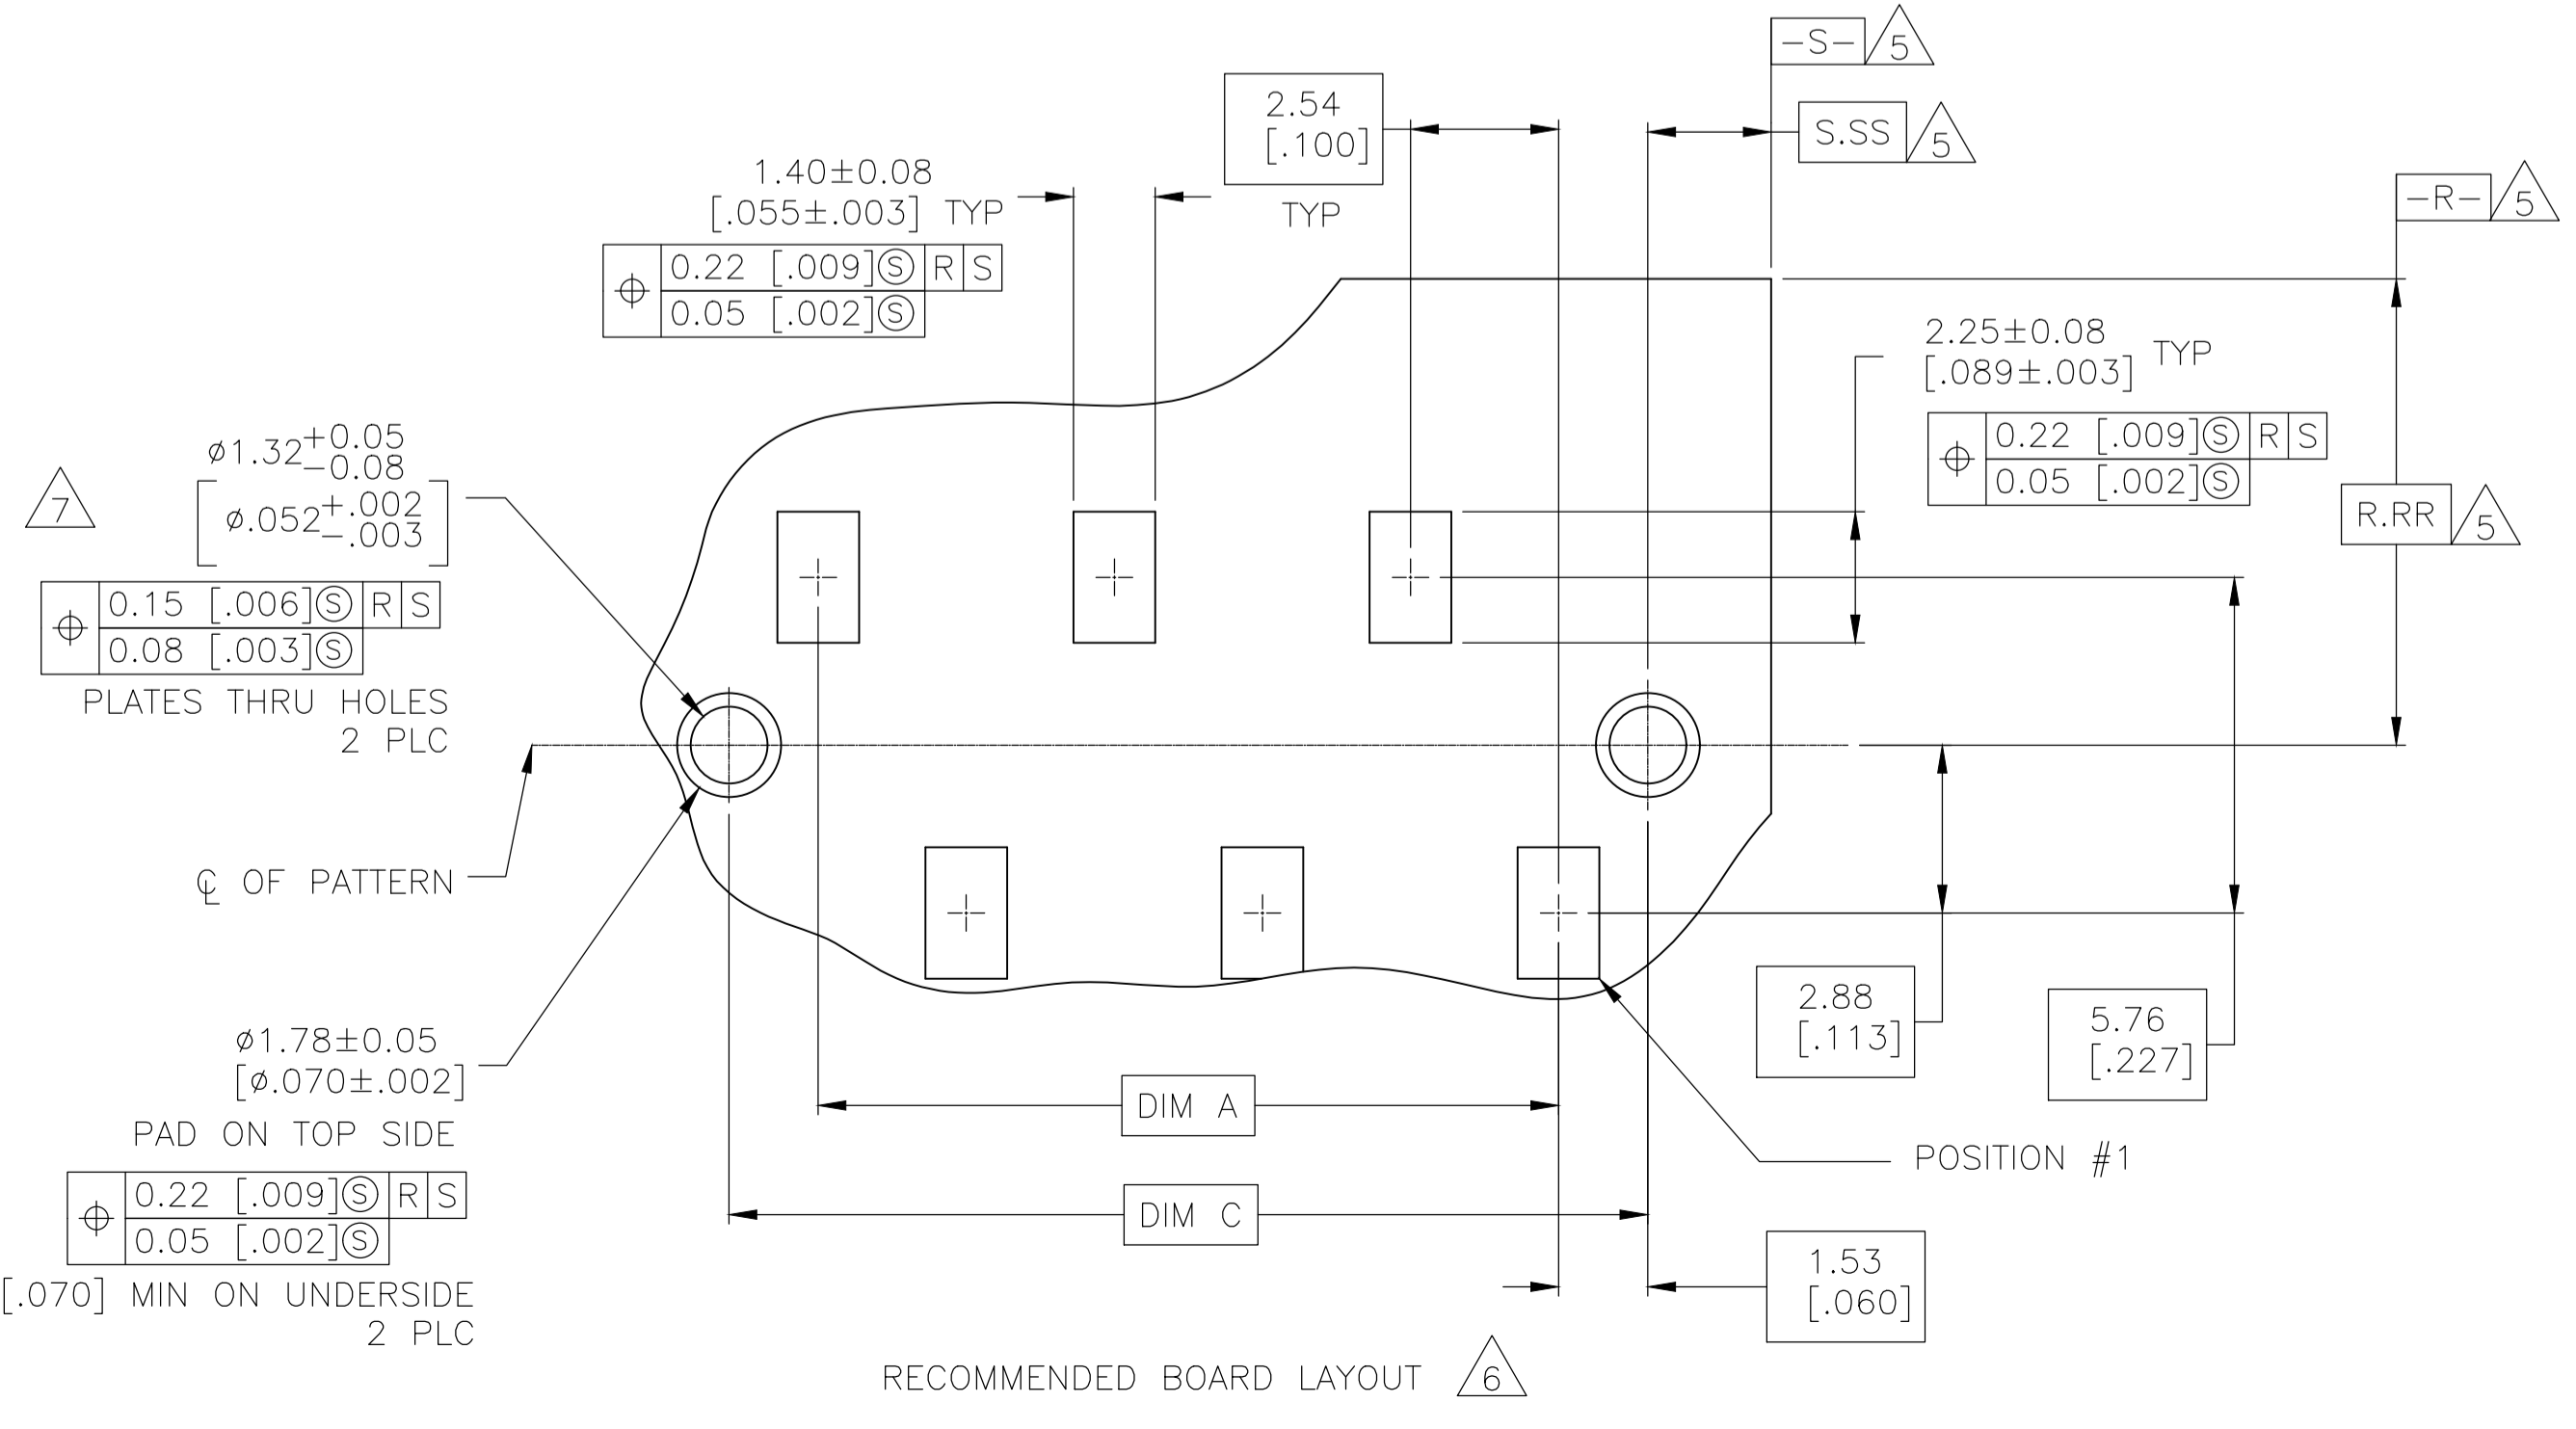 -S- 5
2.54
[.100]
TYP
S.SS 5
1.40±0.08
[.055±.003] TYP
⌖ 0.22 [.009]Ⓢ R S
0.05 [.002]Ⓢ
-R- 5
2.25±0.08
[.089±.003] TYP
⌖ 0.22 [.009]Ⓢ R S
0.05 [.002]Ⓢ
R.RR 5
7
ø1.32+0.05
-0.08
[ø.052+.002
-.003]
⌖ 0.15 [.006]Ⓢ R S
0.08 [.003]Ⓢ
PLATES THRU HOLES
2 PLC
℄ OF PATTERN
ø1.78±0.05
[ø.070±.002]
PAD ON TOP SIDE
⌖ 0.22 [.009]Ⓢ R S
0.05 [.002]Ⓢ
[.070] MIN ON UNDERSIDE
2 PLC
2.88
[.113]
5.76
[.227]
DIM A
POSITION #1
DIM C
1.53
[.060]
RECOMMENDED BOARD LAYOUT 6